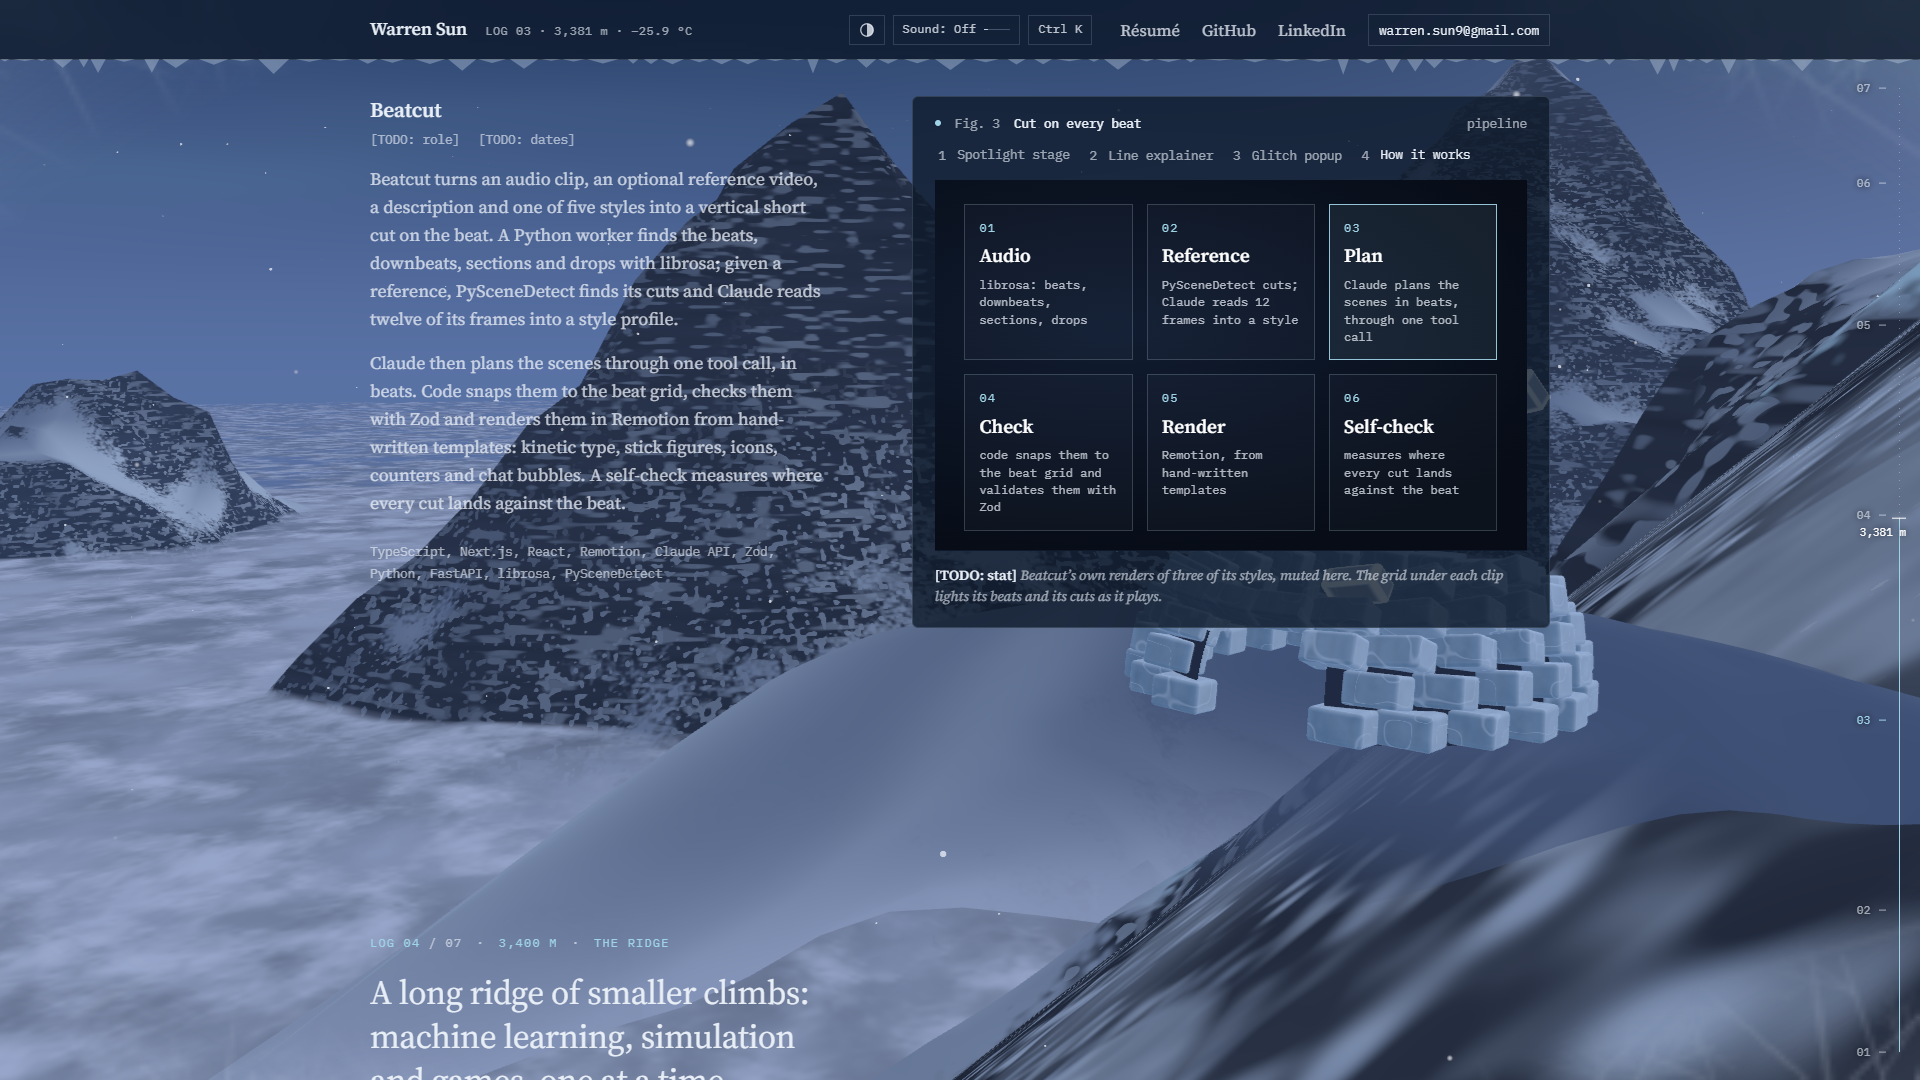 Warren Sun LOG 03 · 3,381 m · −25.9 °C Sound: Off Ctrl K Résumé GitHub LinkedIn warren.sun9@gmail.com
Beatcut
[TODO: role] [TODO: dates]
Beatcut turns an audio clip, an optional reference video,
a description and one of five styles into a vertical short
cut on the beat. A Python worker finds the beats,
downbeats, sections and drops with librosa; given a
reference, PySceneDetect finds its cuts and Claude reads
twelve of its frames into a style profile.
Claude then plans the scenes through one tool call, in
beats. Code snaps them to the beat grid, checks them
with Zod and renders them in Remotion from hand-
written templates: kinetic type, stick figures, icons,
counters and chat bubbles. A self-check measures where
every cut lands against the beat.
TypeScript, Next.js, React, Remotion, Claude API, Zod,
Python, FastAPI, librosa, PySceneDetect
Fig. 3 Cut on every beat pipeline
1 Spotlight stage 2 Line explainer 3 Glitch popup 4 How it works
01
Audio
librosa: beats,
downbeats,
sections, drops
02
Reference
PySceneDetect cuts;
Claude reads 12
frames into a style
03
Plan
Claude plans the
scenes in beats,
through one tool
call
04
Check
code snaps them to
the beat grid and
validates them with
Zod
05
Render
Remotion, from
hand-written
templates
06
Self-check
measures where
every cut lands
against the beat
[TODO: stat] Beatcut’s own renders of three of its styles, muted here. The grid under each clip
lights its beats and its cuts as it plays.
LOG 04 / 07 · 3,400 M · THE RIDGE
A long ridge of smaller climbs:
machine learning, simulation
and games, one at a time.
07
06
05
04
3,381 m
03
02
01